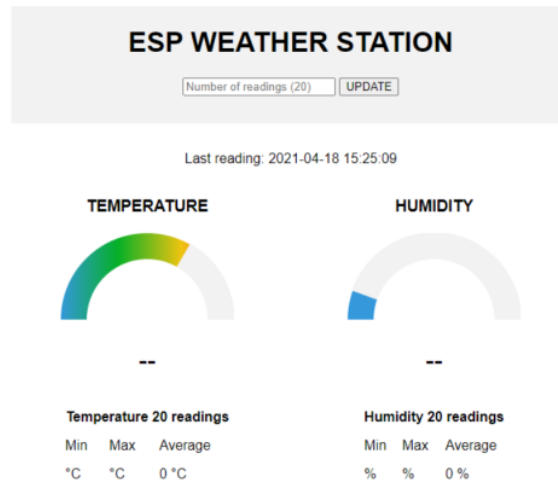 ESP WEATHER STATION
Number of readings (20) UPDATE
Last reading: 2021-04-18 15:25:09
TEMPERATURE HUMIDITY
-- --
Temperature 20 readings Humidity 20 readings
Min Max Average Min Max Average
°C °C 0 °C % % 0 %